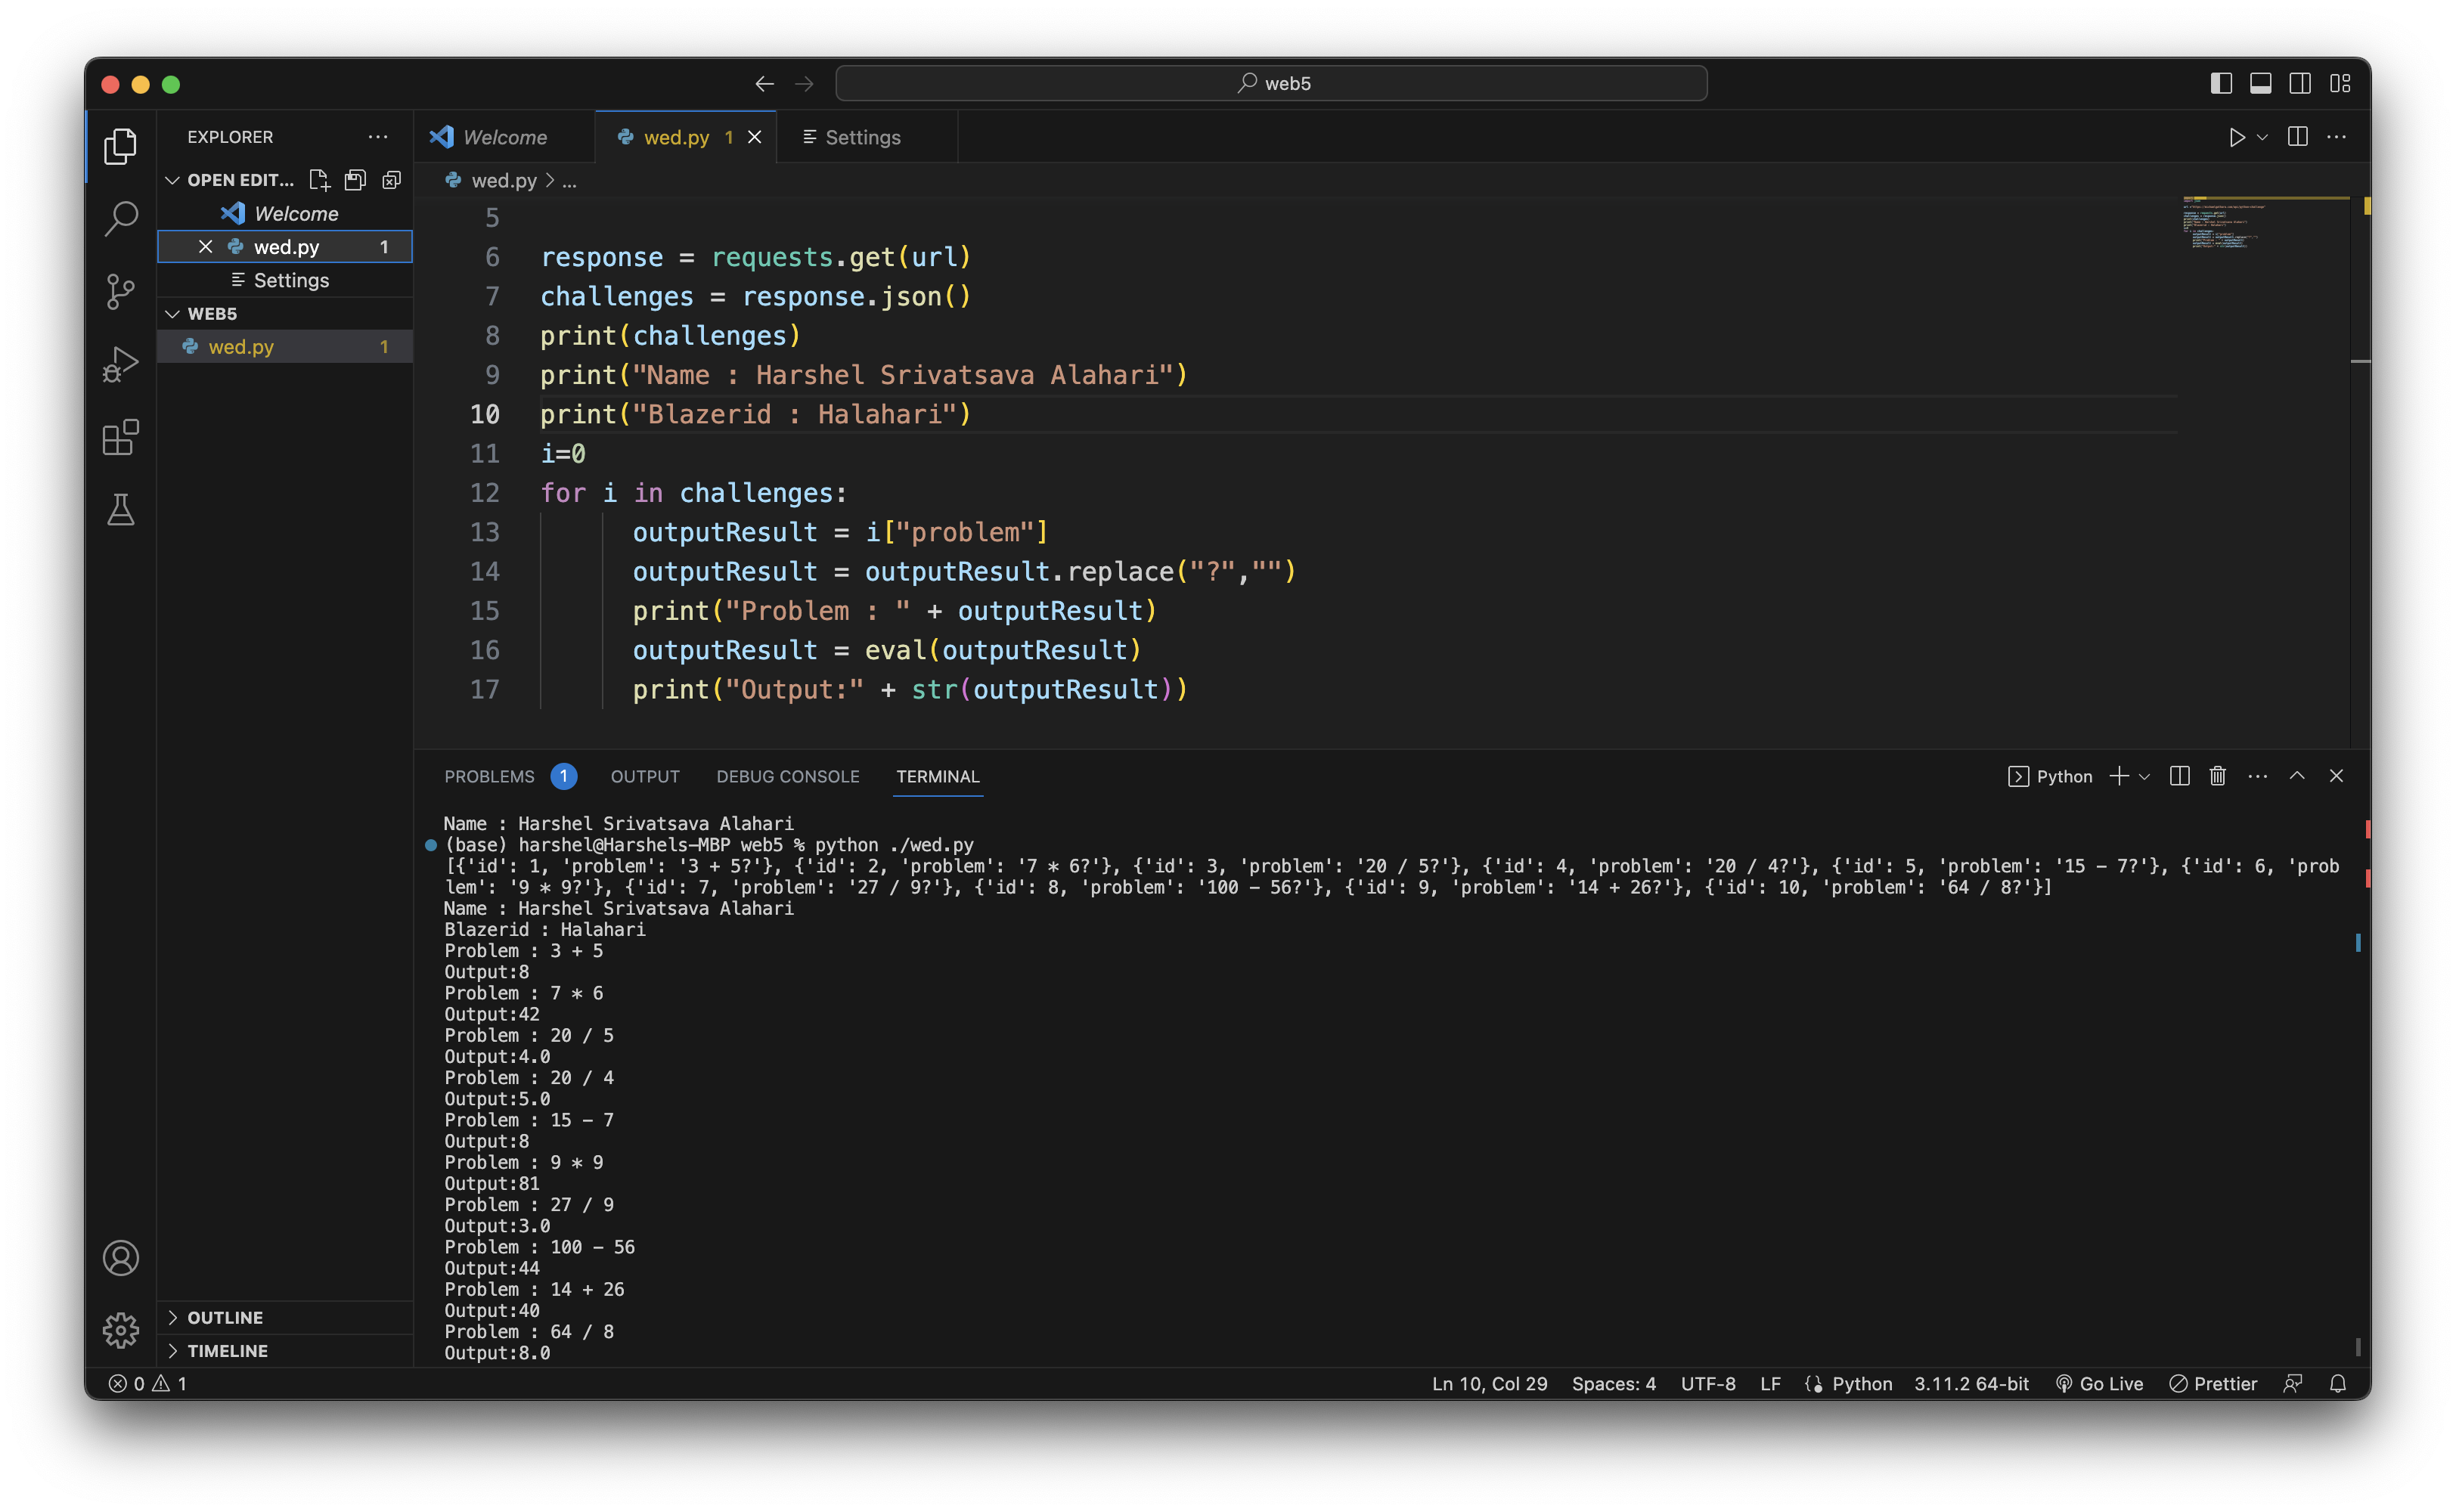 web5
EXPLORER
Welcome
wed.py 1
Settings
OPEN EDIT...
Welcome
wed.py 1
Settings
WEB5
wed.py 1
wed.py > ...
5
6 response = requests.get(url)
7 challenges = response.json()
8 print(challenges)
9 print("Name : Harshel Srivatsava Alahari")
10 print("Blazerid : Halahari")
11 i=0
12 for i in challenges:
13 outputResult = i["problem"]
14 outputResult = outputResult.replace("?","")
15 print("Problem : " + outputResult)
16 outputResult = eval(outputResult)
17 print("Output:" + str(outputResult))
PROBLEMS 1 OUTPUT DEBUG CONSOLE TERMINAL
Python
Name : Harshel Srivatsava Alahari
(base) harshel@Harshels-MBP web5 % python ./wed.py
[{'id': 1, 'problem': '3 + 5?'}, {'id': 2, 'problem': '7 * 6?'}, {'id': 3, 'problem': '20 / 5?'}, {'id': 4, 'problem': '20 / 4?'}, {'id': 5, 'problem': '15 - 7?'}, {'id': 6, 'prob
lem': '9 * 9?'}, {'id': 7, 'problem': '27 / 9?'}, {'id': 8, 'problem': '100 - 56?'}, {'id': 9, 'problem': '14 + 26?'}, {'id': 10, 'problem': '64 / 8?'}]
Name : Harshel Srivatsava Alahari
Blazerid : Halahari
Problem : 3 + 5
Output:8
Problem : 7 * 6
Output:42
Problem : 20 / 5
Output:4.0
Problem : 20 / 4
Output:5.0
Problem : 15 - 7
Output:8
Problem : 9 * 9
Output:81
Problem : 27 / 9
Output:3.0
Problem : 100 - 56
Output:44
Problem : 14 + 26
Output:40
Problem : 64 / 8
Output:8.0
OUTLINE
TIMELINE
0 1
Ln 10, Col 29 Spaces: 4 UTF-8 LF Python 3.11.2 64-bit Go Live Prettier